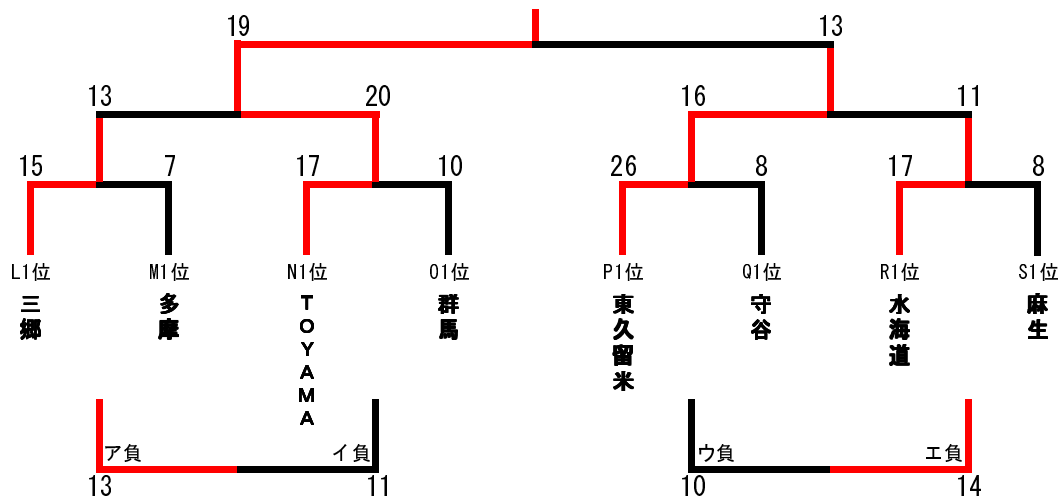 19 13
13 20 16 11
15 7 17 10 26 8 17 8
L1位 M1位 N1位 O1位 P1位 Q1位 R1位 S1位
三郷
多摩
TOYAMA
群馬
東久留米
守谷
水海道
麻生
ア負 イ負 ウ負 エ負
13 11 10 14